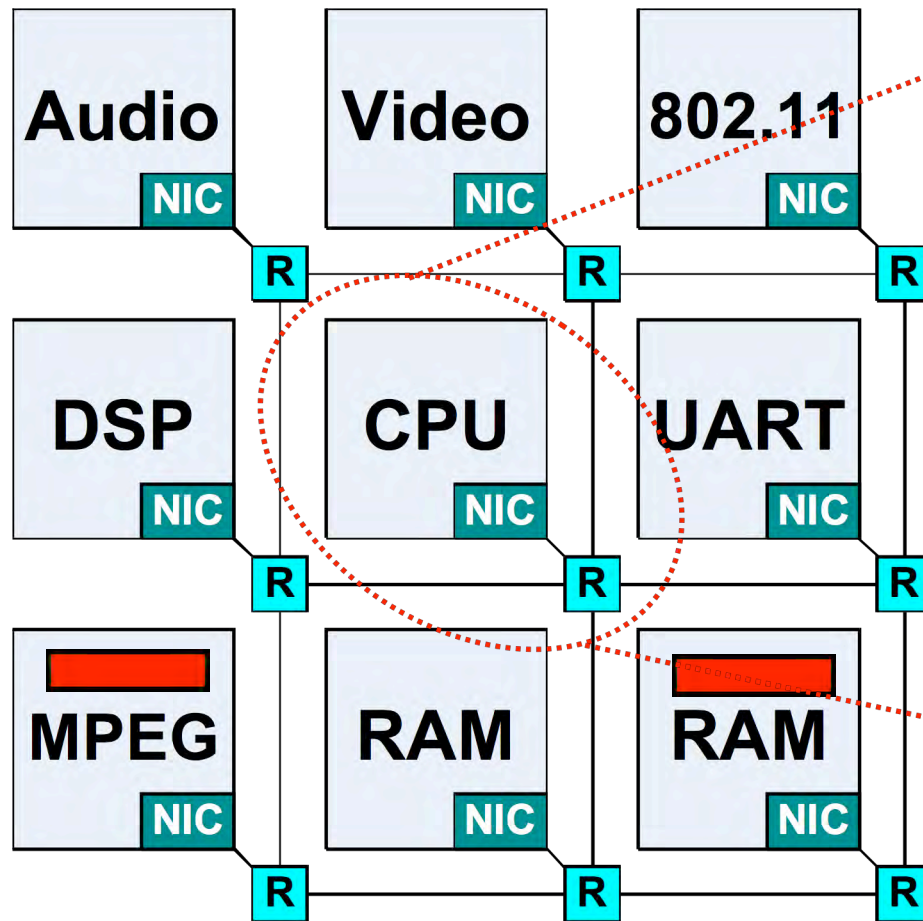 Audio
NIC
R
Video
NIC
R
802.11
NIC
R
DSP
NIC
R
CPU
NIC
R
UART
NIC
R
MPEG
NIC
R
RAM
NIC
R
RAM
NIC
R